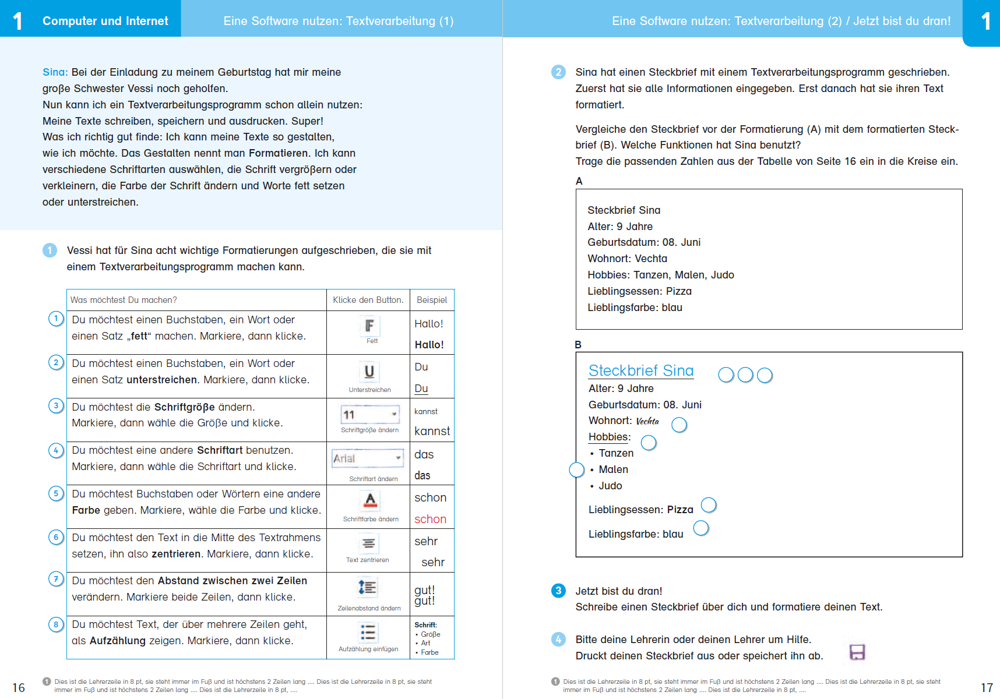 1 Computer und Internet
Eine Software nutzen: Textverarbeitung (1)
Sina: Bei der Einladung zu meinem Geburtstag hat mir meine
große Schwester Vessi noch geholfen.
Nun kann ich ein Textverarbeitungsprogramm schon allein nutzen:
Meine Texte schreiben, speichern und ausdrucken. Super!
Was ich richtig gut finde: Ich kann meine Texte so gestalten,
wie ich möchte. Das Gestalten nennt man Formatieren. Ich kann
verschiedene Schriftarten auswählen, die Schrift vergrößern oder
verkleinern, die Farbe der Schrift ändern und Worte fett setzen
oder unterstreichen.
1 Vessi hat für Sina acht wichtige Formatierungen aufgeschrieben, die sie mit
einem Textverarbeitungsprogramm machen kann.
Was möchtest Du machen? Klicke den Button. Beispiel
1 Du möchtest einen Buchstaben, ein Wort oder
einen Satz „fett“ machen. Markiere, dann klicke.
F
Fett
Hallo!
Hallo!
2 Du möchtest einen Buchstaben, ein Wort oder
einen Satz unterstreichen. Markiere, dann klicke.
U
Unterstreichen
Du
Du
3 Du möchtest die Schriftgröße ändern.
Markiere, dann wähle die Größe und klicke.
11
Schriftgröße ändern
kannst
kannst
4 Du möchtest eine andere Schriftart benutzen.
Markiere, dann wähle die Schriftart und klicke.
Arial
Schriftart ändern
das
das
5 Du möchtest Buchstaben oder Wörtern eine andere
Farbe geben. Markiere, wähle die Farbe und klicke.
A
Schriftfarbe ändern
schon
schon
6 Du möchtest den Text in die Mitte des Textrahmens
setzen, ihn also zentrieren. Markiere, dann klicke.
Text zentrieren
sehr
sehr
7 Du möchtest den Abstand zwischen zwei Zeilen
verändern. Markiere beide Zeilen, dann klicke.
Zeilenabstand ändern
gut!
gut!
8 Du möchtest Text, der über mehrere Zeilen geht,
als Aufzählung zeigen. Markiere, dann klicke.
Aufzählung einfügen
Schrift:
• Größe
• Art
• Farbe
16
1 Dies ist die Lehrerzeile in 8 pt, sie steht immer im Fuß und ist höchstens 2 Zeilen lang .... Dies ist die Lehrerzeile in 8 pt, sie steht
immer im Fuß und ist höchstens 2 Zeilen lang .... Dies ist die Lehrerzeile in 8 pt, ....
Eine Software nutzen: Textverarbeitung (2) / Jetzt bist du dran! 1
2 Sina hat einen Steckbrief mit einem Textverarbeitungsprogramm geschrieben.
Zuerst hat sie alle Informationen eingegeben. Erst danach hat sie ihren Text
formatiert.
Vergleiche den Steckbrief vor der Formatierung (A) mit dem formatierten Steck-
brief (B). Welche Funktionen hat Sina benutzt?
Trage die passenden Zahlen aus der Tabelle von Seite 16 ein in die Kreise ein.
A
Steckbrief Sina
Alter: 9 Jahre
Geburtsdatum: 08. Juni
Wohnort: Vechta
Hobbies: Tanzen, Malen, Judo
Lieblingsessen: Pizza
Lieblingsfarbe: blau
B
Steckbrief Sina
Alter: 9 Jahre
Geburtsdatum: 08. Juni
Wohnort: Vechta
Hobbies:
• Tanzen
• Malen
• Judo
Lieblingsessen: Pizza
Lieblingsfarbe: blau
3 Jetzt bist du dran!
Schreibe einen Steckbrief über dich und formatiere deinen Text.
4 Bitte deine Lehrerin oder deinen Lehrer um Hilfe.
Druckt deinen Steckbrief aus oder speichert ihn ab.
1 Dies ist die Lehrerzeile in 8 pt, sie steht immer im Fuß und ist höchstens 2 Zeilen lang .... Dies ist die Lehrerzeile in 8 pt, sie steht
immer im Fuß und ist höchstens 2 Zeilen lang .... Dies ist die Lehrerzeile in 8 pt, ....
17